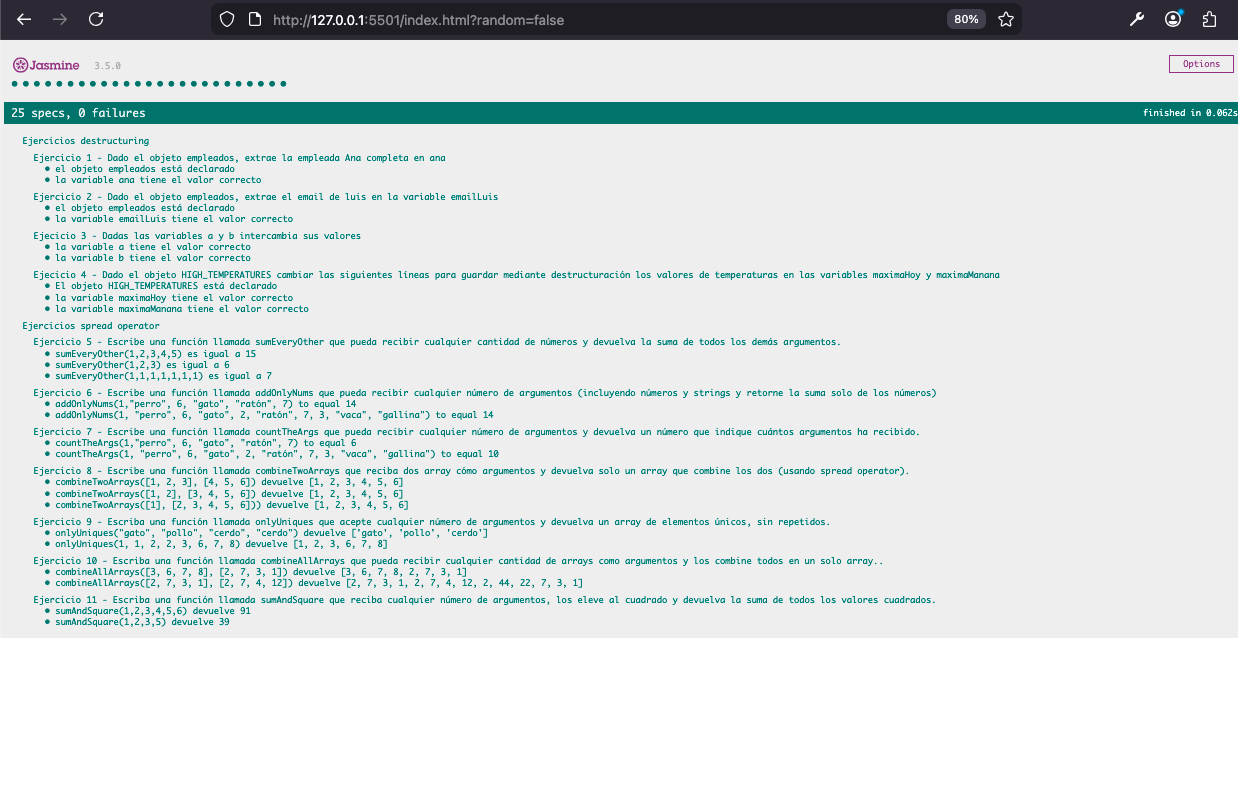 http://127.0.0.1:5501/index.html?random=false
80%
Jasmine 3.5.0
Options
25 specs, 0 failures
finished in 0.062s
Ejercicios destructuring
Ejercicio 1 - Dado el objeto empleados, extrae la empleada Ana completa en ana
• el objeto empleados está declarado
• la variable ana tiene el valor correcto
Ejercicio 2 - Dado el objeto empleados, extrae el email de luis en la variable emailLuis
• el objeto empleados está declarado
• la variable emailLuis tiene el valor correcto
Ejecicio 3 - Dadas las variables a y b intercambia sus valores
• la variable a tiene el valor correcto
• la variable b tiene el valor correcto
Ejecicio 4 - Dado el objeto HIGH_TEMPERATURES cambiar las siguientes líneas para guardar mediante destructuración los valores de temperaturas en las variables maximaHoy y maximaManana
• El objeto HIGH_TEMPERATURES está declarado
• la variable maximaHoy tiene el valor correcto
• la variable maximaManana tiene el valor correcto
Ejercicios spread operator
Ejercicio 5 - Escribe una función llamada sumEveryOther que pueda recibir cualquier cantidad de números y devuelva la suma de todos los demás argumentos.
• sumEveryOther(1,2,3,4,5) es igual a 15
• sumEveryOther(1,2,3) es igual a 6
• sumEveryOther(1,1,1,1,1,1,1) es igual a 7
Ejercicio 6 - Escribe una función llamada addOnlyNums que pueda recibir cualquier número de argumentos (incluyendo números y strings y retorne la suma solo de los números)
• addOnlyNums(1,"perro", 6, "gato", "ratón", 7) to equal 14
• addOnlyNums(1, "perro", 6, "gato", 2, "ratón", 7, 3, "vaca", "gallina") to equal 14
Ejercicio 7 - Escribe una función llamada countTheArgs que pueda recibir cualquier número de argumentos y devuelva un número que indique cuántos argumentos ha recibido.
• countTheArgs(1,"perro", 6, "gato", "ratón", 7) to equal 6
• countTheArgs(1, "perro", 6, "gato", 2, "ratón", 7, 3, "vaca", "gallina") to equal 10
Ejercicio 8 - Escribe una función llamada combineTwoArrays que reciba dos array cómo argumentos y devuelva solo un array que combine los dos (usando spread operator).
• combineTwoArrays([1, 2, 3], [4, 5, 6]) devuelve [1, 2, 3, 4, 5, 6]
• combineTwoArrays([1, 2], [3, 4, 5, 6]) devuelve [1, 2, 3, 4, 5, 6]
• combineTwoArrays([1], [2, 3, 4, 5, 6])) devuelve [1, 2, 3, 4, 5, 6]
Ejercicio 9 - Escriba una función llamada onlyUniques que acepte cualquier número de argumentos y devuelva un array de elementos únicos, sin repetidos.
• onlyUniques("gato", "pollo", "cerdo", "cerdo") devuelve ['gato', 'pollo', 'cerdo']
• onlyUniques(1, 1, 2, 2, 3, 6, 7, 8) devuelve [1, 2, 3, 6, 7, 8]
Ejercicio 10 - Escriba una función llamada combineAllArrays que pueda recibir cualquier cantidad de arrays como argumentos y los combine todos en un solo array..
• combineAllArrays([3, 6, 7, 8], [2, 7, 3, 1]) devuelve [3, 6, 7, 8, 2, 7, 3, 1]
• combineAllArrays([2, 7, 3, 1], [2, 7, 4, 12]) devuelve [2, 7, 3, 1, 2, 7, 4, 12, 2, 44, 22, 7, 3, 1]
Ejercicio 11 - Escriba una función llamada sumAndSquare que reciba cualquier número de argumentos, los eleve al cuadrado y devuelva la suma de todos los valores cuadrados.
• sumAndSquare(1,2,3,4,5,6) devuelve 91
• sumAndSquare(1,2,3,5) devuelve 39